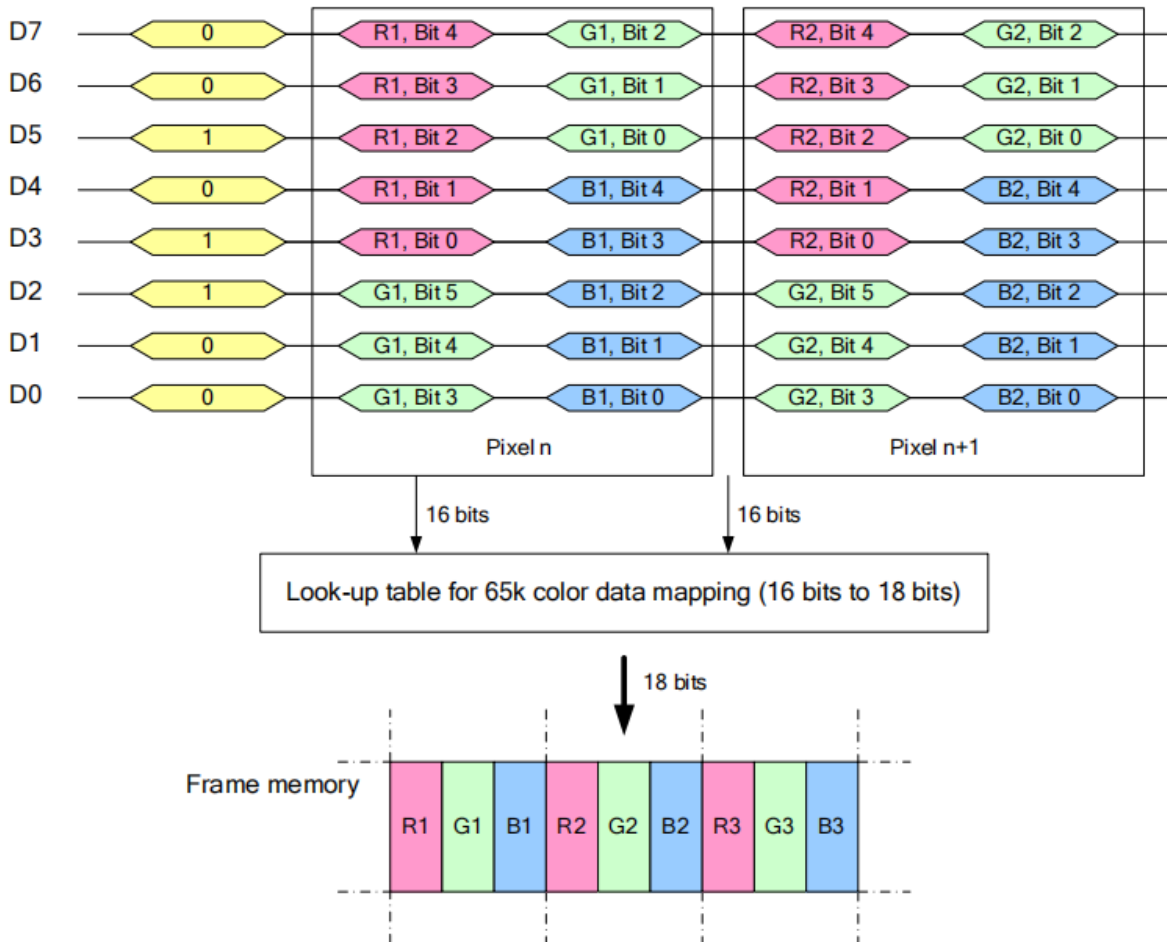 D7 0 R1, Bit 4 G1, Bit 2 R2, Bit 4 G2, Bit 2
D6 0 R1, Bit 3 G1, Bit 1 R2, Bit 3 G2, Bit 1
D5 1 R1, Bit 2 G1, Bit 0 R2, Bit 2 G2, Bit 0
D4 0 R1, Bit 1 B1, Bit 4 R2, Bit 1 B2, Bit 4
D3 1 R1, Bit 0 B1, Bit 3 R2, Bit 0 B2, Bit 3
D2 1 G1, Bit 5 B1, Bit 2 G2, Bit 5 B2, Bit 2
D1 0 G1, Bit 4 B1, Bit 1 G2, Bit 4 B2, Bit 1
D0 0 G1, Bit 3 B1, Bit 0 G2, Bit 3 B2, Bit 0
Pixel n Pixel n+1
16 bits 16 bits
Look-up table for 65k color data mapping (16 bits to 18 bits)
18 bits
Frame memory
R1 G1 B1 R2 G2 B2 R3 G3 B3